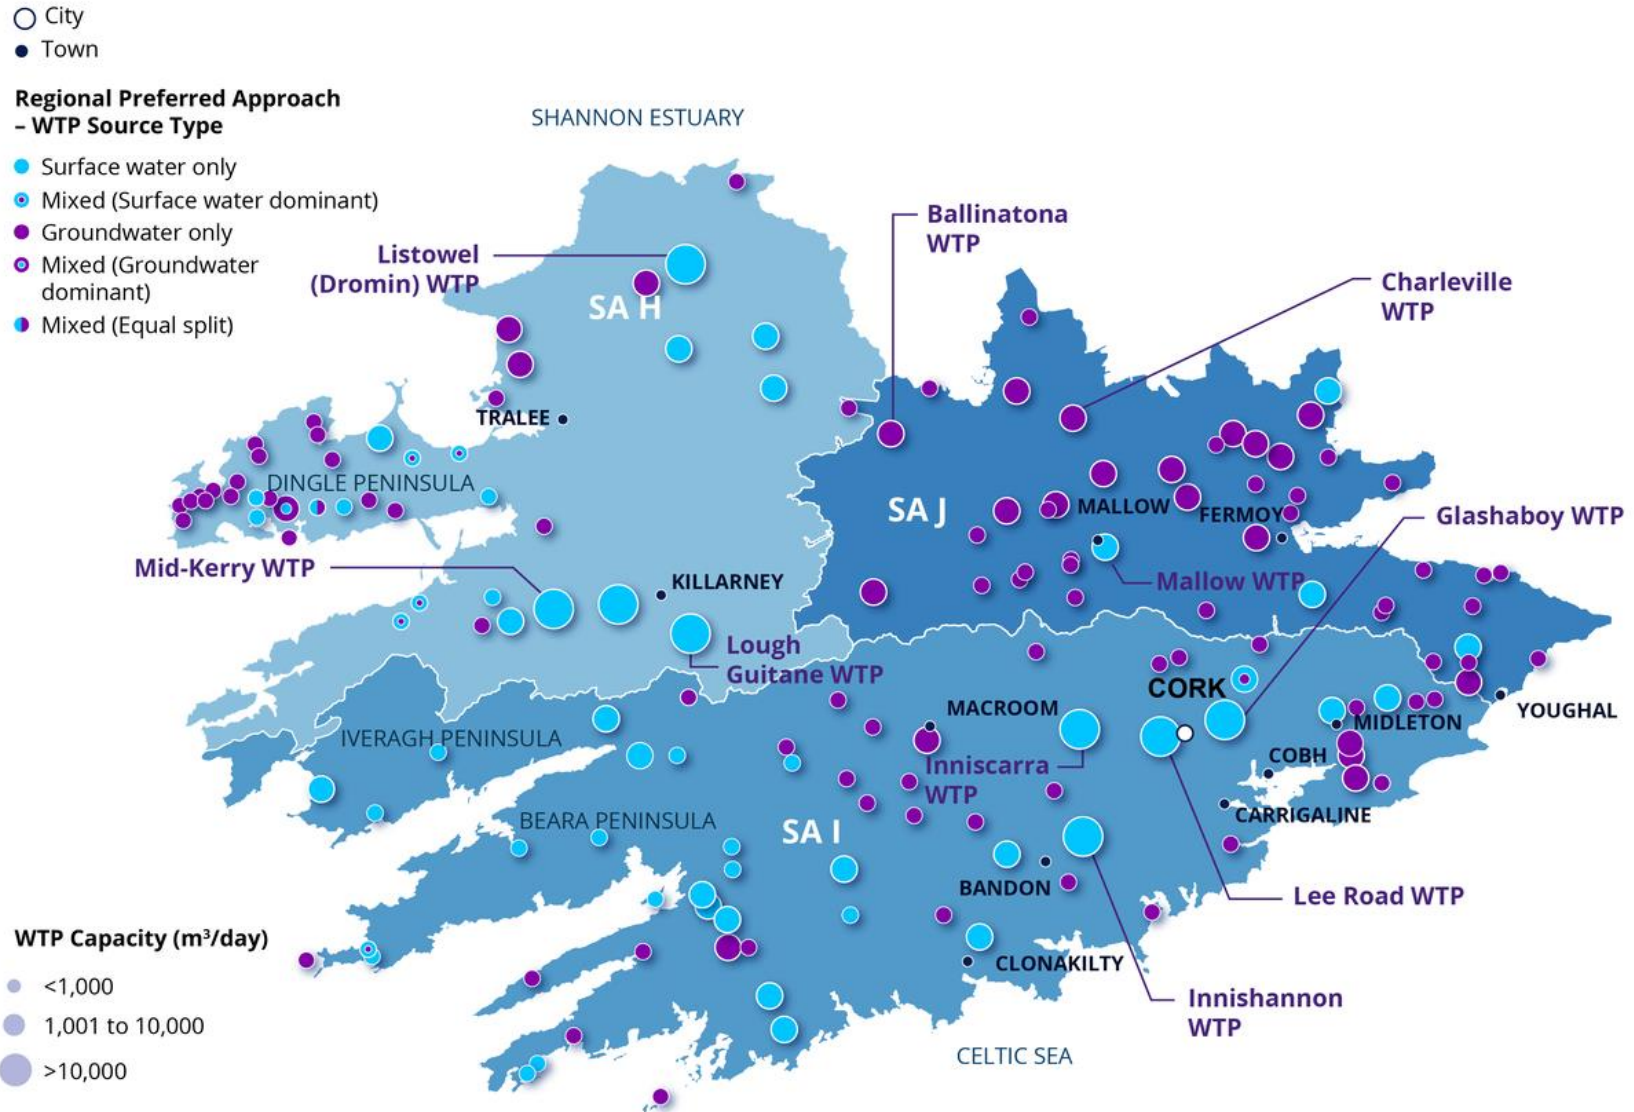 City
Town
Regional Preferred Approach
– WTP Source Type
Surface water only
Mixed (Surface water dominant)
Groundwater only
Mixed (Groundwater
dominant)
Mixed (Equal split)
SHANNON ESTUARY
Ballinatona
WTP
Listowel
(Dromin) WTP
Charleville
WTP
SA H
TRALEE
DINGLE PENINSULA
SA J
MALLOW
FERMOY
Glashaboy WTP
Mid-Kerry WTP
KILLARNEY
Mallow WTP
Lough
Guitane WTP
CORK
MACROOM
YOUGHAL
MIDLETON
IVERAGH PENINSULA
COBH
Inniscarra
WTP
CARRIGALINE
BEARA PENINSULA
SA I
BANDON
Lee Road WTP
WTP Capacity (m³/day)
CLONAKILTY
<1,000
Innishannon
WTP
1,001 to 10,000
CELTIC SEA
>10,000